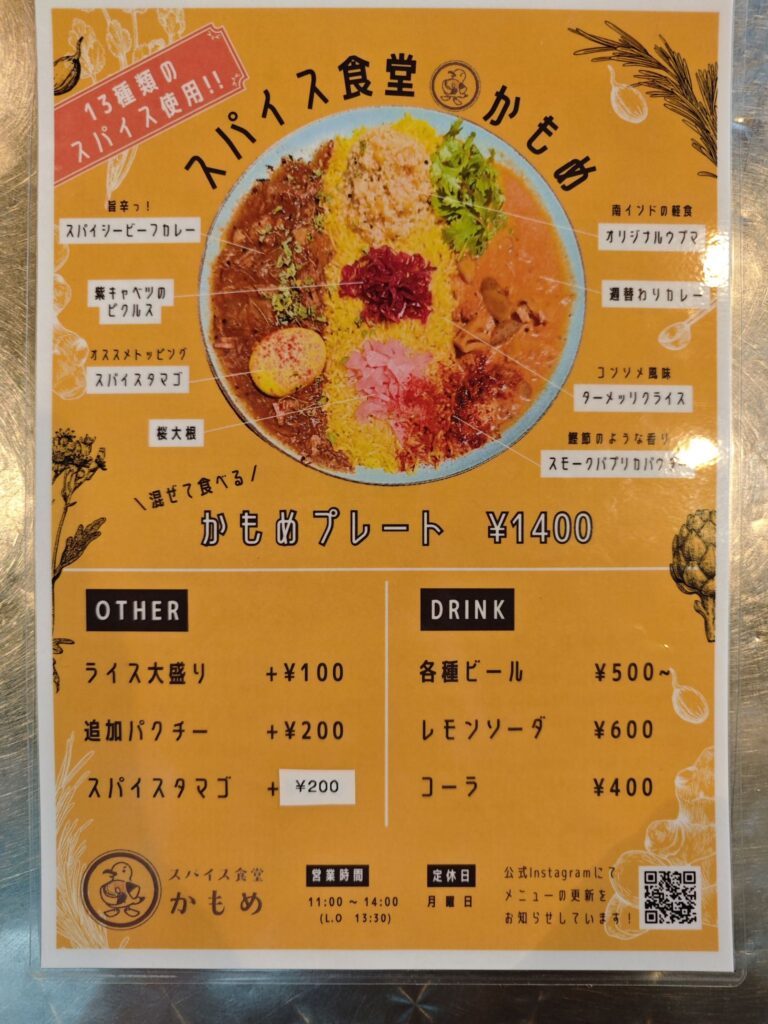 13種類の
スパイス使用!!
スパイス食堂 かもめ
旨辛っ!
スパイシービーフカレー
紫キャベツの
ピクルス
オススメトッピング
スパイスタマゴ
桜大根
南インドの軽食
オリジナルウプマ
週替わりカレー
コンソメ風味
ターメリックライス
鰹節のような香り
スモークパプリカパウダー
\混ぜて食べる/
かもめプレート ¥1400
OTHER
ライス大盛り +¥100
追加パクチー +¥200
スパイスタマゴ + ¥200
DRINK
各種ビール ¥500~
レモンソーダ ¥600
コーラ ¥400
スパイス食堂
かもめ
営業時間
11:00~14:00
(L.O 13:30)
定休日
月曜日
公式Instagramにて
メニューの更新を
お知らせしています!